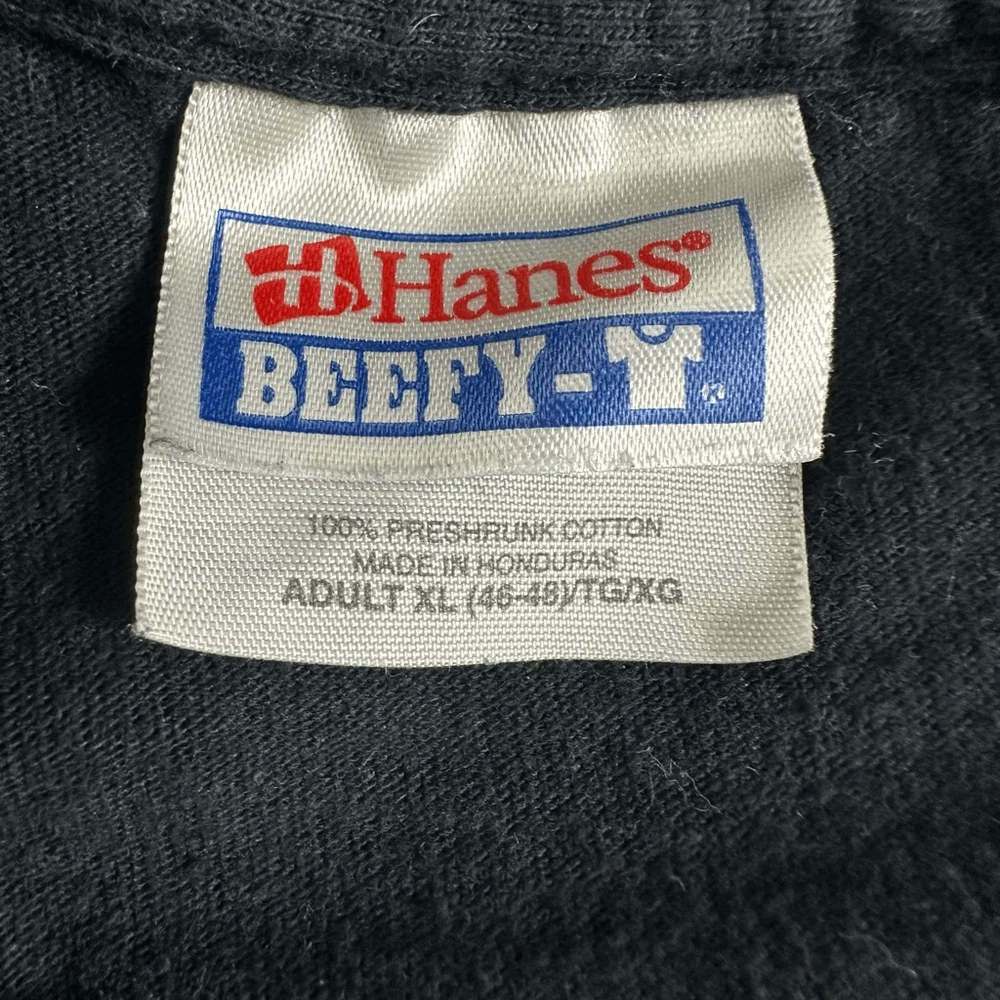 H Hanes®
BEEFY-T®
100% PRESHRUNK COTTON
MADE IN HONDURAS
ADULT XL (46-48)/TG/XG